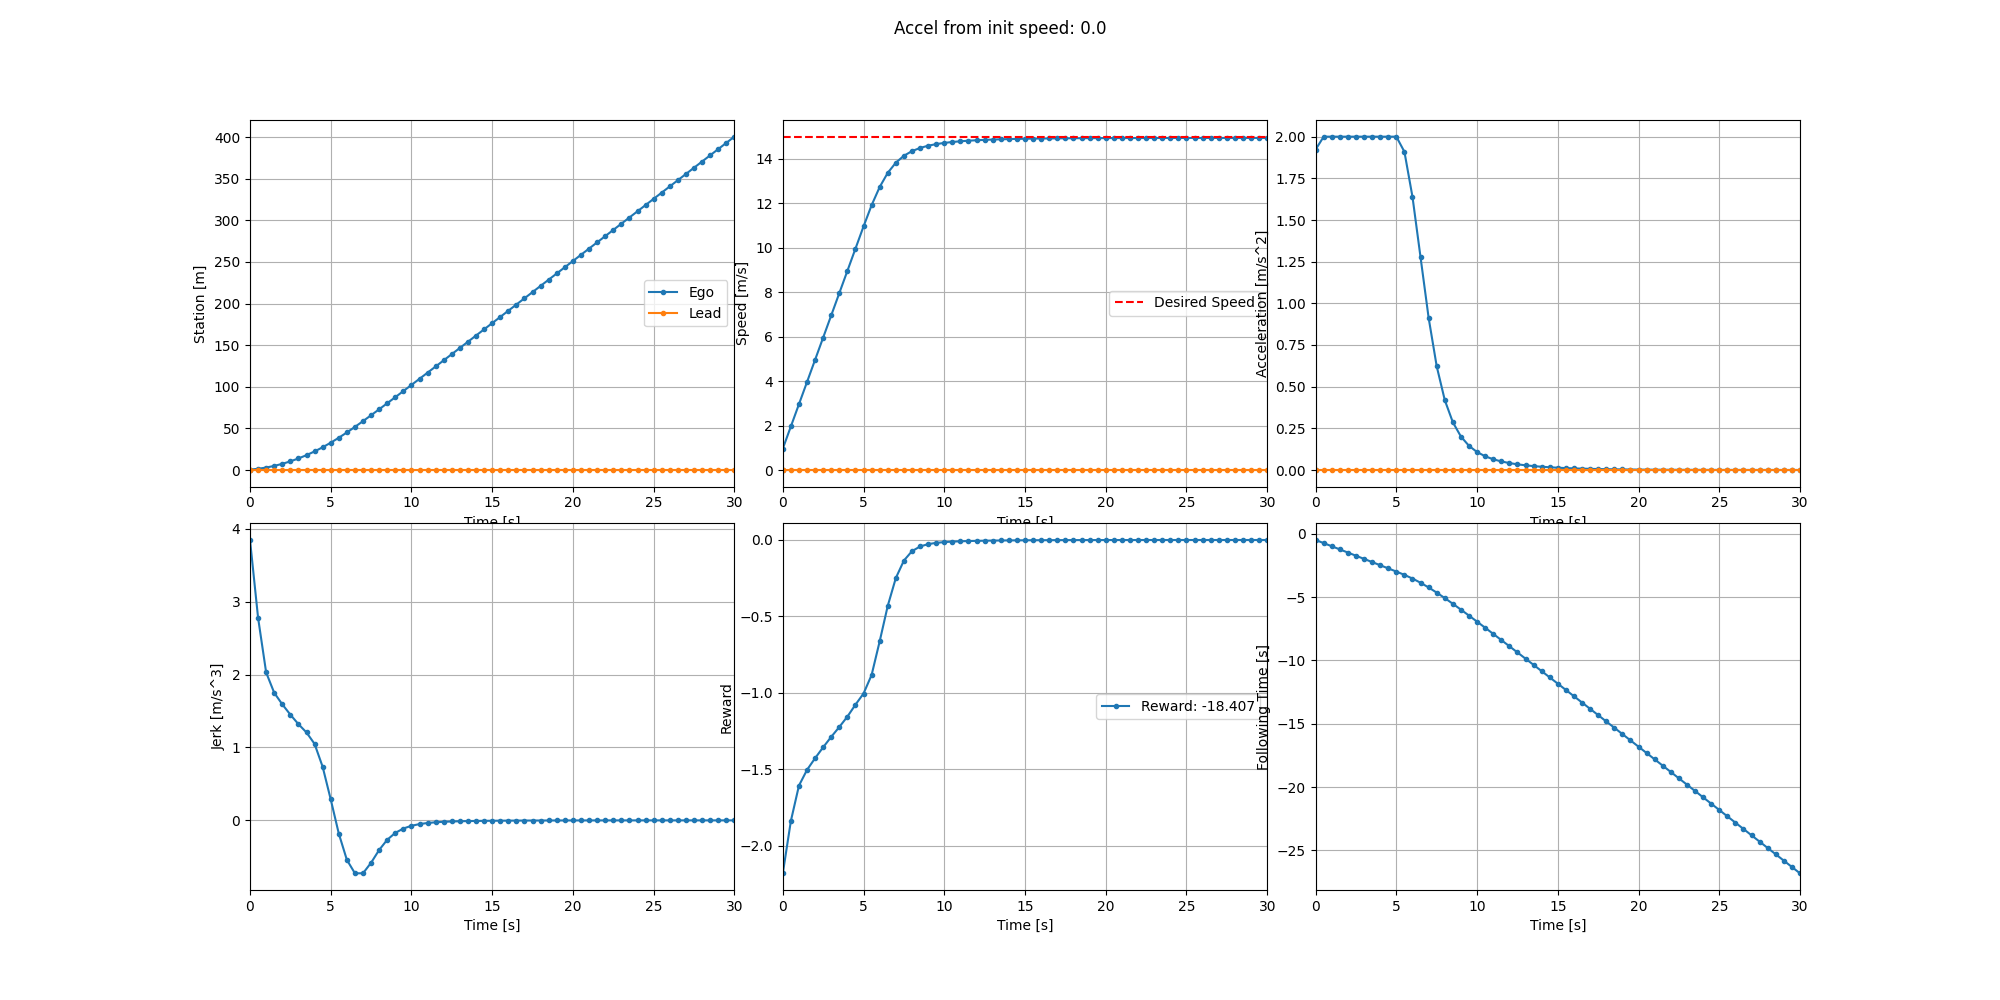 Accel from init speed: 0.0
400
350
300
250
200
150
100
50
0
Station [m]
Ego
Lead
0 5 10 15 20 25 30
Time [s]
14
12
10
8
6
4
2
0
Speed [m/s]
Desired Speed
0 5 10 15 20 25 30
Time [s]
2.00
1.75
1.50
1.25
1.00
0.75
0.50
0.25
0.00
Acceleration [m/s^2]
0 5 10 15 20 25 30
Time [s]
4
3
2
1
0
Jerk [m/s^3]
0 5 10 15 20 25 30
Time [s]
0.0
−0.5
−1.0
−1.5
−2.0
Reward
Reward: -18.407
0 5 10 15 20 25 30
Time [s]
0
−5
−10
−15
−20
−25
Following Time [s]
0 5 10 15 20 25 30
Time [s]